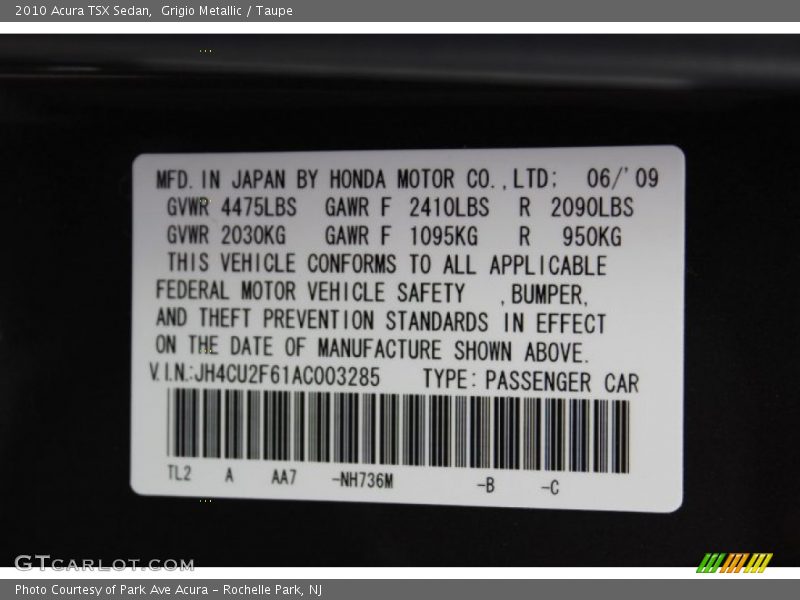 2010 Acura TSX Sedan,  Grigio Metallic / Taupe
MFD. IN JAPAN BY HONDA MOTOR CO.,LTD; 06/'09
GVWR 4475LBS GAWR F 2410LBS R 2090LBS
GVWR 2030KG GAWR F 1095KG R 950KG
THIS VEHICLE CONFORMS TO ALL APPLICABLE
FEDERAL MOTOR VEHICLE SAFETY ,BUMPER,
AND THEFT PREVENTION STANDARDS IN EFFECT
ON THE DATE OF MANUFACTURE SHOWN ABOVE.
V.I.N.:JH4CU2F61AC003285 TYPE: PASSENGER CAR
TL2 A AA7 -NH736M -B -C
GTCARLOT.COM
Photo Courtesy of Park Ave Acura - Rochelle Park, NJ